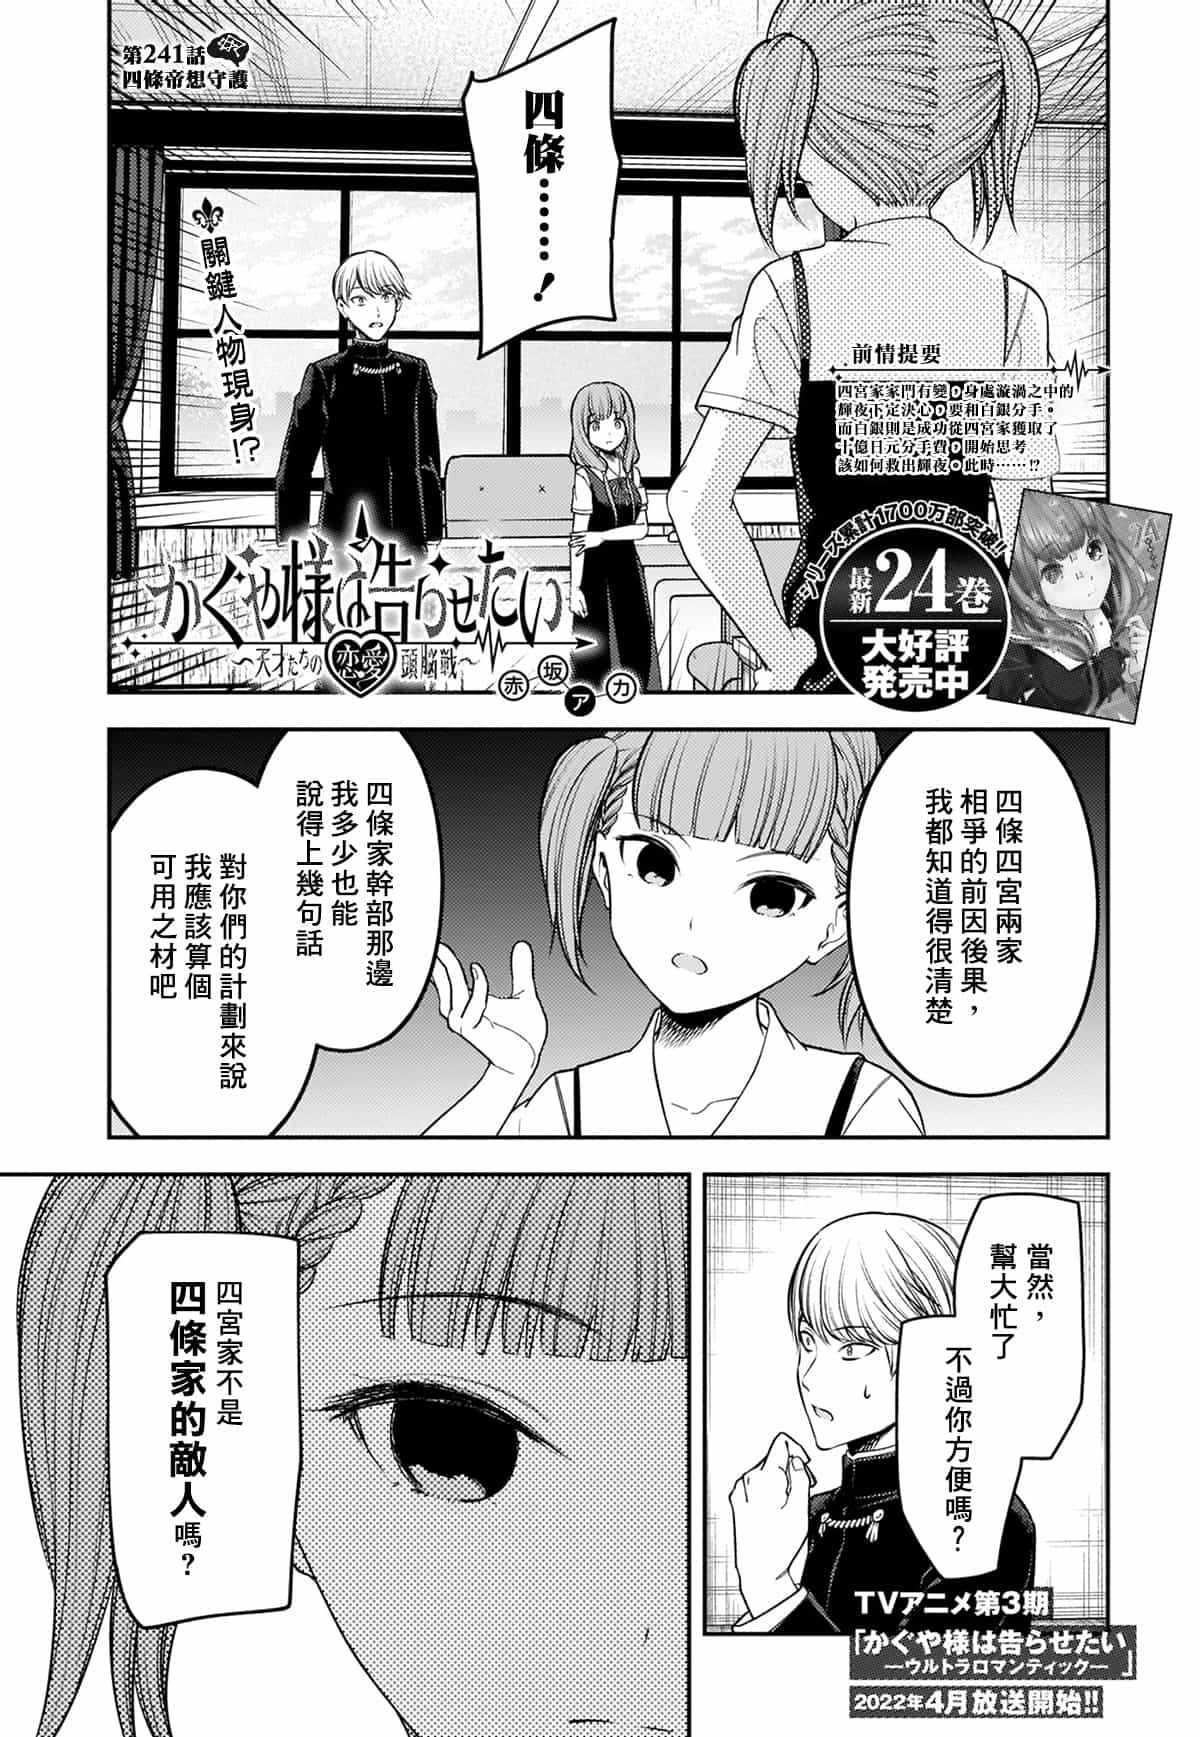 第241話
四條帝想守護
四條⋯⋯⋯！
關鍵人物現身!?
前情提要
四宮家家門有變，身處漩渦之中的
輝夜下定決心，要和白銀分手。
而白銀則是成功從四宮家獲取了
十億日元分手費，開始思考
該如何救出輝夜。此時⋯⋯!?
シリーズ累計1700万部突破!!
最新24巻
大好評
発売中
かぐや様は告らせたい
〜天才たちの恋愛頭脳戦〜
赤坂アカ
四條四宮兩家
相爭的前因後果，
我都知道得很清楚
四條家幹部那邊
我多少也能
說得上幾句話
對你們的計劃來說
我應該算個
可用之材吧
當然，
幫大忙了
不過你方便嗎？
四宮家不是
四條家的敵人
嗎？
TVアニメ第3期
「かぐや様は告らせたい
―ウルトラロマンティック―」
2022年4月放送開始!!